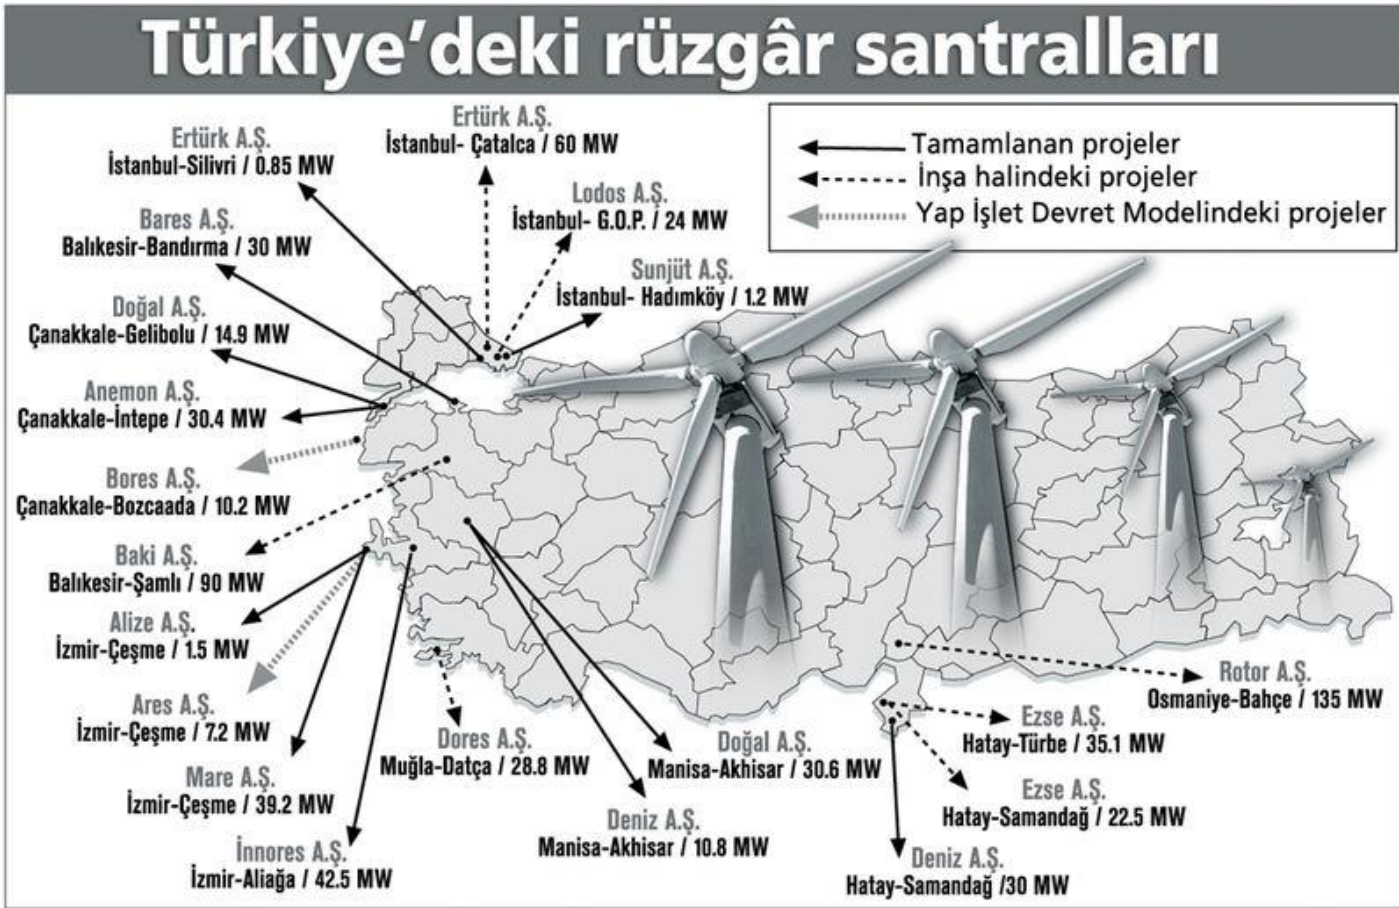 Türkiye'deki rüzgâr santralları
Tamamlanan projeler
İnşa halindeki projeler
Yap İşlet Devret Modelindeki projeler
Ertürk A.Ş.
İstanbul-Silivri / 0.85 MW
Ertürk A.Ş.
İstanbul- Çatalca / 60 MW
Lodos A.Ş.
İstanbul- G.O.P. / 24 MW
Sunjüt A.Ş.
İstanbul- Hadımköy / 1.2 MW
Bares A.Ş.
Balıkesir-Bandırma / 30 MW
Doğal A.Ş.
Çanakkale-Gelibolu / 14.9 MW
Anemon A.Ş.
Çanakkale-İntepe / 30.4 MW
Bores A.Ş.
Çanakkale-Bozcaada / 10.2 MW
Baki A.Ş.
Balıkesir-Şamlı / 90 MW
Alize A.Ş.
İzmir-Çeşme / 1.5 MW
Ares A.Ş.
İzmir-Çeşme / 7.2 MW
Mare A.Ş.
İzmir-Çeşme / 39.2 MW
İnnores A.Ş.
İzmir-Aliağa / 42.5 MW
Dores A.Ş.
Muğla-Datça / 28.8 MW
Doğal A.Ş.
Manisa-Akhisar / 30.6 MW
Deniz A.Ş.
Manisa-Akhisar / 10.8 MW
Rotor A.Ş.
Osmaniye-Bahçe / 135 MW
Ezse A.Ş.
Hatay-Türbe / 35.1 MW
Ezse A.Ş.
Hatay-Samandağ / 22.5 MW
Deniz A.Ş.
Hatay-Samandağ /30 MW